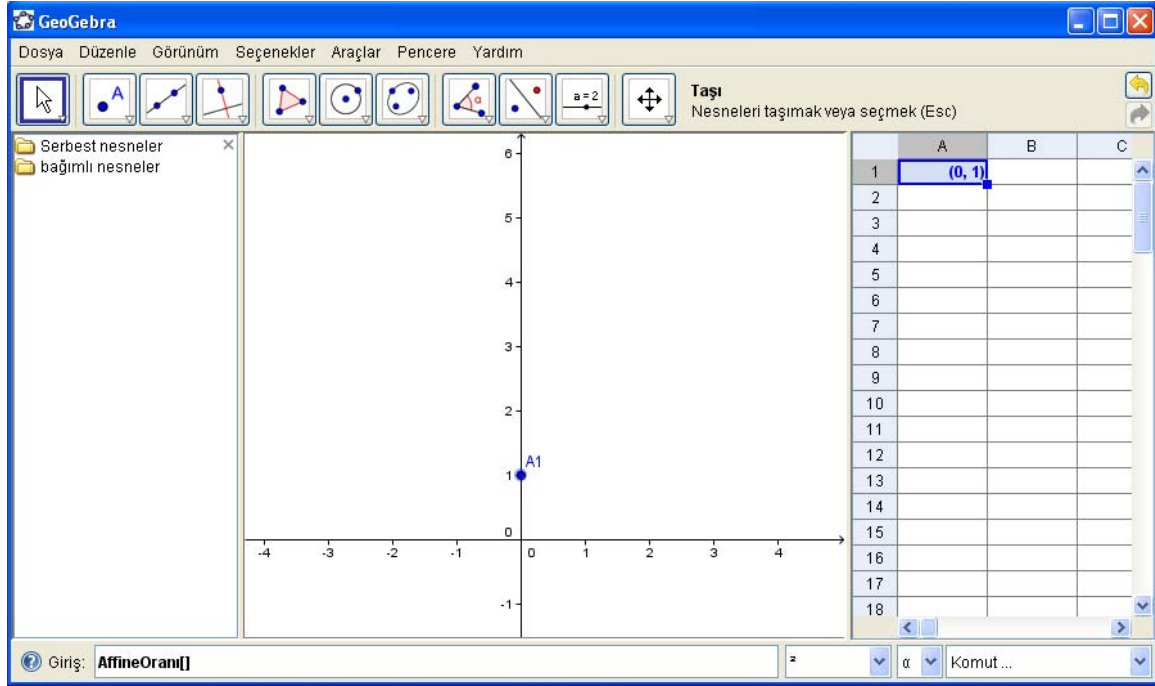 GeoGebra
Dosya Düzenle Görünüm Seçenekler Araçlar Pencere Yardım
A
α
a = 2
Taşı
Nesneleri taşımak veya seçmek (Esc)
Serbest nesneler
bağımlı nesneler
6
5
4
3
2
1
0
-1
A1
-4 -3 -2 -1 0 1 2 3 4
A B C
1 (0, 1)
2
3
4
5
6
7
8
9
10
11
12
13
14
15
16
17
18
Giriş: AffineOranı[] ² α Komut ...